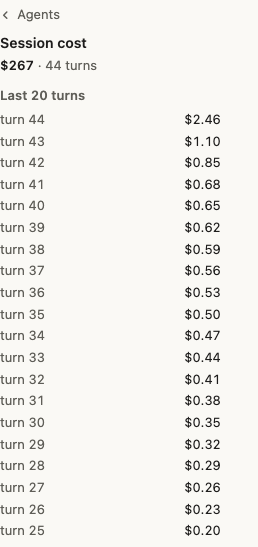 ‹ Agents
Session cost
$267 · 44 turns
Last 20 turns
turn 44 $2.46
turn 43 $1.10
turn 42 $0.85
turn 41 $0.68
turn 40 $0.65
turn 39 $0.62
turn 38 $0.59
turn 37 $0.56
turn 36 $0.53
turn 35 $0.50
turn 34 $0.47
turn 33 $0.44
turn 32 $0.41
turn 31 $0.38
turn 30 $0.35
turn 29 $0.32
turn 28 $0.29
turn 27 $0.26
turn 26 $0.23
turn 25 $0.20